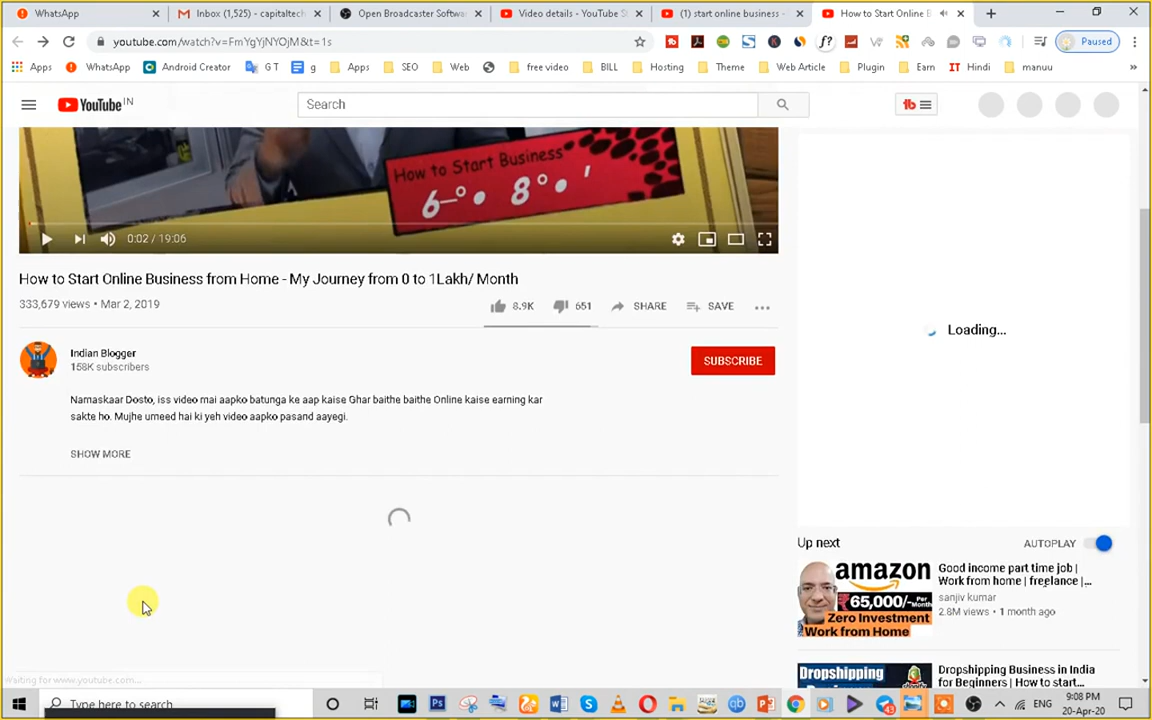 WhatsApp
Inbox (1,525) - capitaltech
Open Broadcaster Softwa
Video details - YouTube S
(1) start online business -
How to Start Online B
youtube.com/watch?v=FmYgYjNYOjM&t=1s
Paused
Apps
WhatsApp
Android Creator
G T
g
Apps
SEO
Web
free video
BILL
Hosting
Theme
Web Article
Plugin
Earn
IT Hindi
manuu
YouTube IN
Search
How to Start Business
0:02 / 19:06
How to Start Online Business from Home - My Journey from 0 to 1Lakh/ Month
333,679 views • Mar 2, 2019
8.9K
651
SHARE
SAVE
Indian Blogger
158K subscribers
SUBSCRIBE
Namaskaar Dosto, iss video mai aapko batunga ke aap kaise Ghar baithe baithe Online kaise earning kar
sakte ho. Mujhe umeed hai ki yeh video aapko pasand aayegi.
SHOW MORE
Loading...
Up next
AUTOPLAY
amazon
₹65,000/- Per Month
Zero Investment
Work from Home
Good income part time job |
Work from home | freelance |...
sanjiv kumar
2.8M views • 1 month ago
Dropshipping
Dropshipping Business in India
for Beginners | How to start...
Waiting for www.youtube.com...
Type here to search
ENG
9:08 PM
20-Apr-20